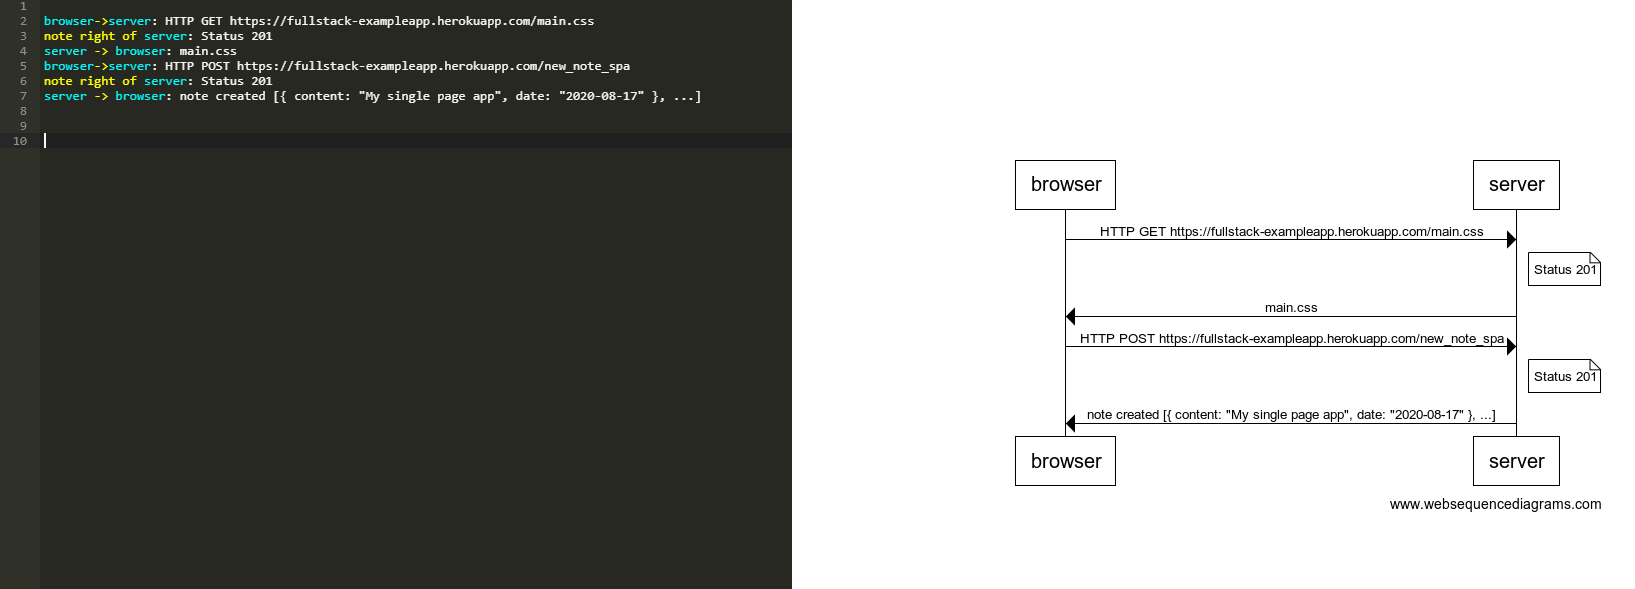 1
2 browser->server: HTTP GET https://fullstack-exampleapp.herokuapp.com/main.css
3 note right of server: Status 201
4 server -> browser: main.css
5 browser->server: HTTP POST https://fullstack-exampleapp.herokuapp.com/new_note_spa
6 note right of server: Status 201
7 server -> browser: note created [{ content: "My single page app", date: "2020-08-17" }, ...]
8
9
10
browser server
HTTP GET https://fullstack-exampleapp.herokuapp.com/main.css
Status 201
main.css
HTTP POST https://fullstack-exampleapp.herokuapp.com/new_note_spa
Status 201
note created [{ content: "My single page app", date: "2020-08-17" }, ...]
browser server
www.websequencediagrams.com